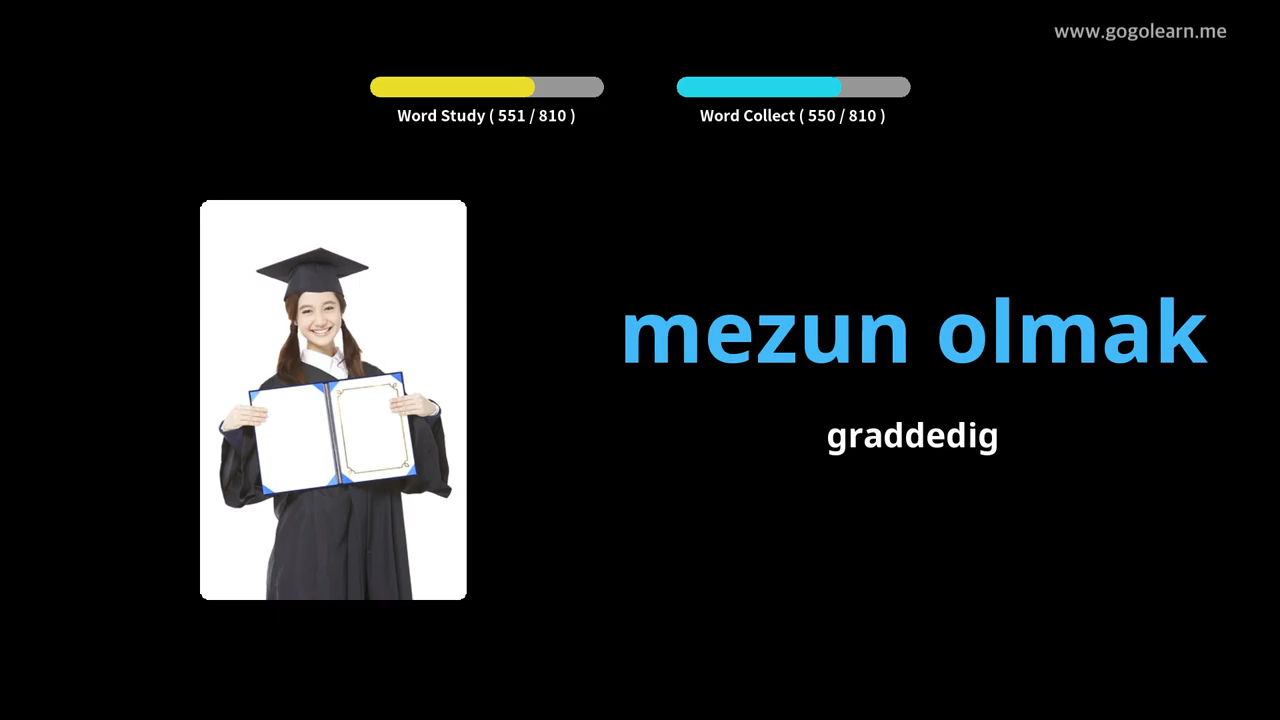 www.gogolearn.me
Word Study ( 551 / 810 )
Word Collect ( 550 / 810 )
mezun olmak
graddedig